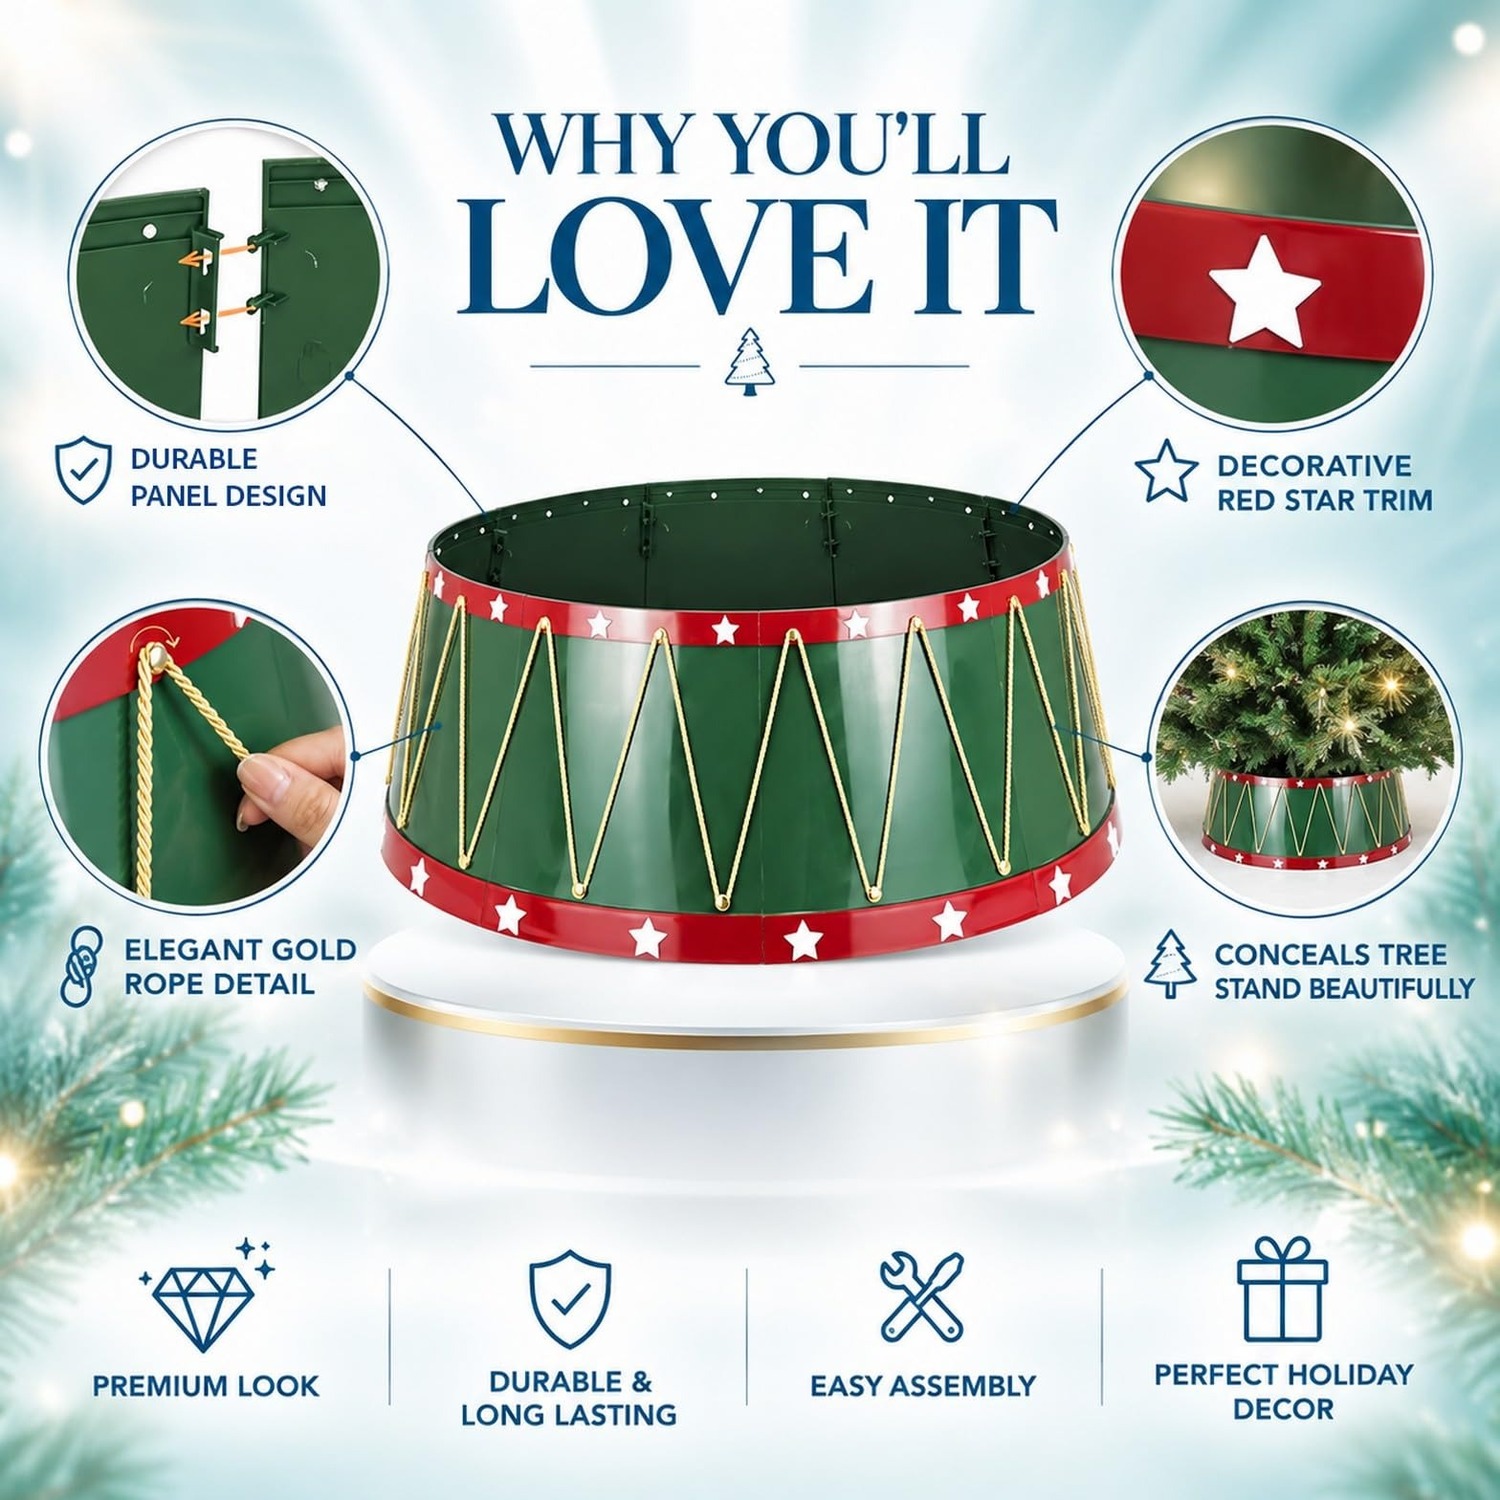 WHY YOU'LL
LOVE IT
DURABLE
PANEL DESIGN
DECORATIVE
RED STAR TRIM
ELEGANT GOLD
ROPE DETAIL
CONCEALS TREE
STAND BEAUTIFULLY
PREMIUM LOOK
DURABLE &
LONG LASTING
EASY ASSEMBLY
PERFECT HOLIDAY
DECOR